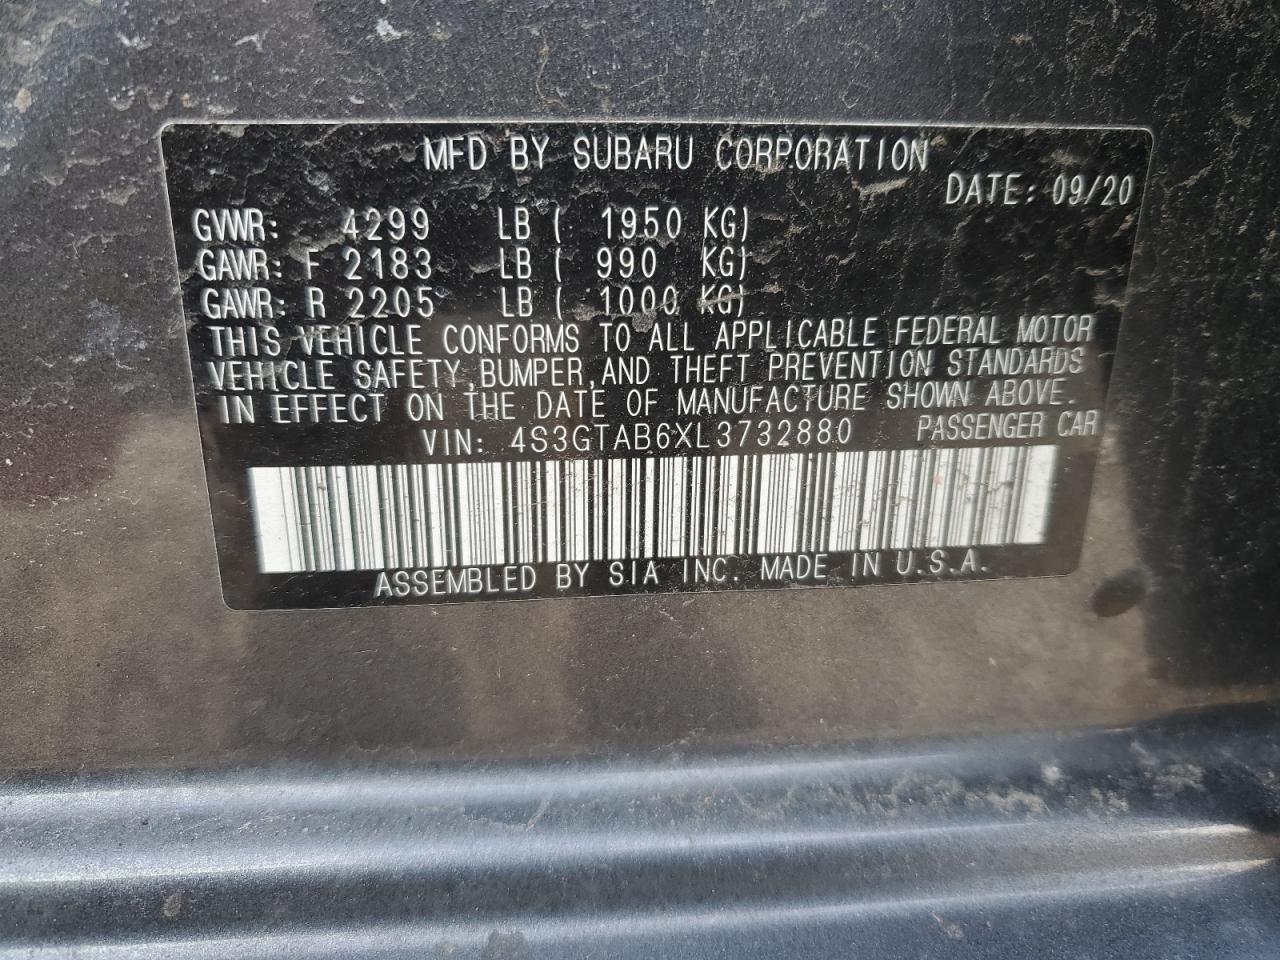 MFD BY SUBARU CORPORATION
DATE: 09/20
GVWR: 4299 LB ( 1950 KG)
GAWR: F 2183 LB ( 990 KG)
GAWR: R 2205 LB ( 1000 KG)
THIS VEHICLE CONFORMS TO ALL APPLICABLE FEDERAL MOTOR
VEHICLE SAFETY, BUMPER, AND THEFT PREVENTION STANDARDS
IN EFFECT ON THE DATE OF MANUFACTURE SHOWN ABOVE.
VIN: 4S3GTAB6XL3732880 PASSENGER CAR
ASSEMBLED BY SIA INC. MADE IN U.S.A.